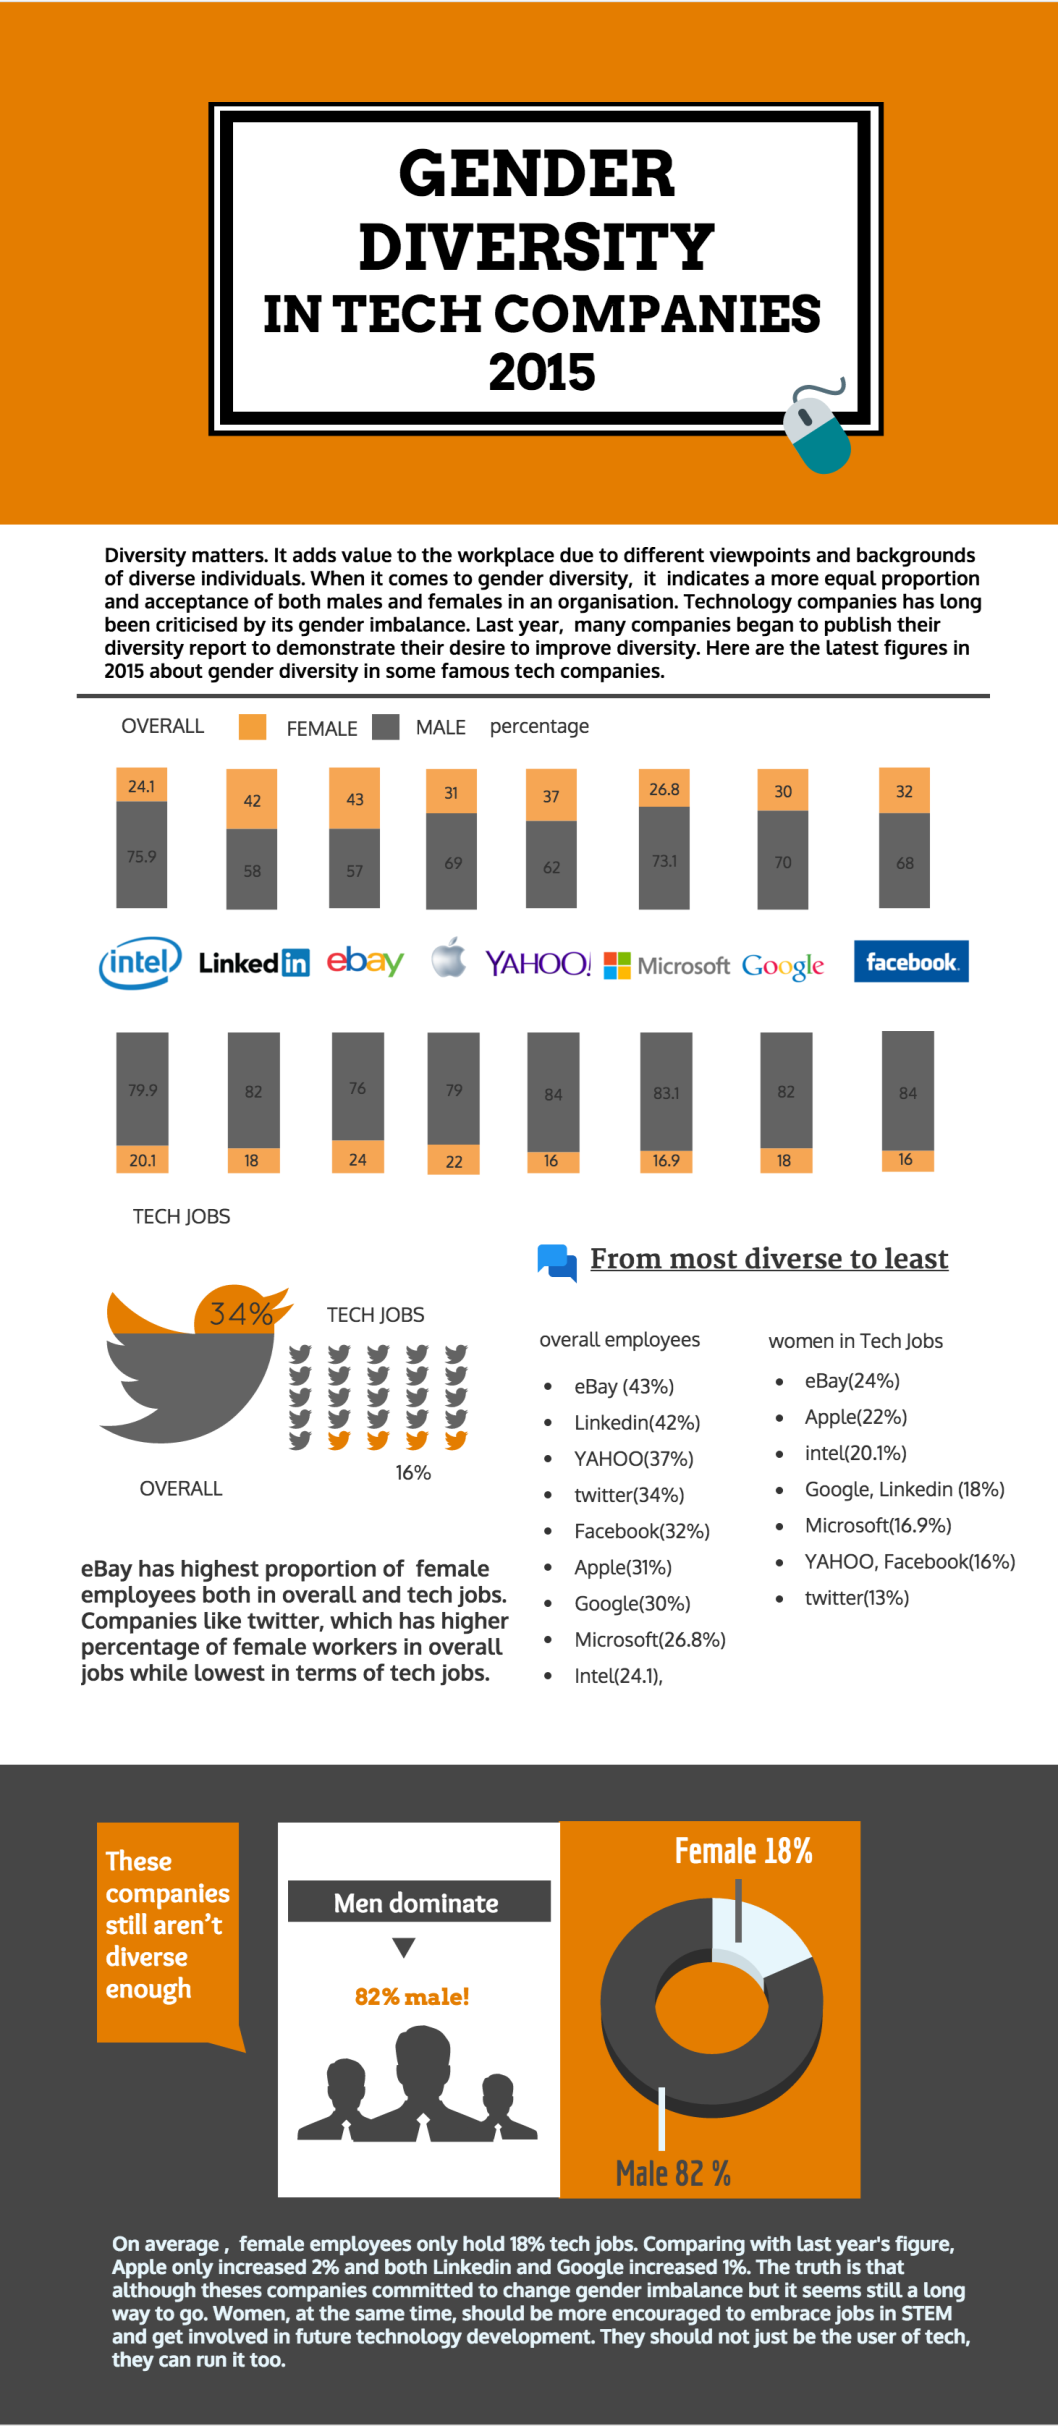 GENDER
DIVERSITY
IN TECH COMPANIES
2015
Diversity matters. It adds value to the workplace due to different viewpoints and backgrounds
of diverse individuals. When it comes to gender diversity, it indicates a more equal proportion
and acceptance of both males and females in an organisation. Technology companies has long
been criticised by its gender imbalance. Last year, many companies began to publish their
diversity report to demonstrate their desire to improve diversity. Here are the latest figures in
2015 about gender diversity in some famous tech companies.
OVERALL FEMALE MALE percentage
24.1 42 43 31 37 26.8 30 32
75.9 58 57 69 62 73.1 70 68
intel LinkedIn ebay YAHOO! Microsoft Google facebook.
79.9 82 76 79 84 83.1 82 84
20.1 18 24 22 16 16.9 18 16
TECH JOBS
34%
TECH JOBS
16%
OVERALL
eBay has highest proportion of female
employees both in overall and tech jobs.
Companies like twitter, which has higher
percentage of female workers in overall
jobs while lowest in terms of tech jobs.
From most diverse to least
overall employees
• eBay (43%)
• Linkedin(42%)
• YAHOO(37%)
• twitter(34%)
• Facebook(32%)
• Apple(31%)
• Google(30%)
• Microsoft(26.8%)
• Intel(24.1),
women in Tech Jobs
• eBay(24%)
• Apple(22%)
• intel(20.1%)
• Google, Linkedin (18%)
• Microsoft(16.9%)
• YAHOO, Facebook(16%)
• twitter(13%)
These
companies
still aren't
diverse
enough
Men dominate
82% male!
Female 18%
Male 82 %
On average , female employees only hold 18% tech jobs. Comparing with last year's figure,
Apple only increased 2% and both Linkedin and Google increased 1%. The truth is that
although theses companies committed to change gender imbalance but it seems still a long
way to go. Women, at the same time, should be more encouraged to embrace jobs in STEM
and get involved in future technology development. They should not just be the user of tech,
they can run it too.